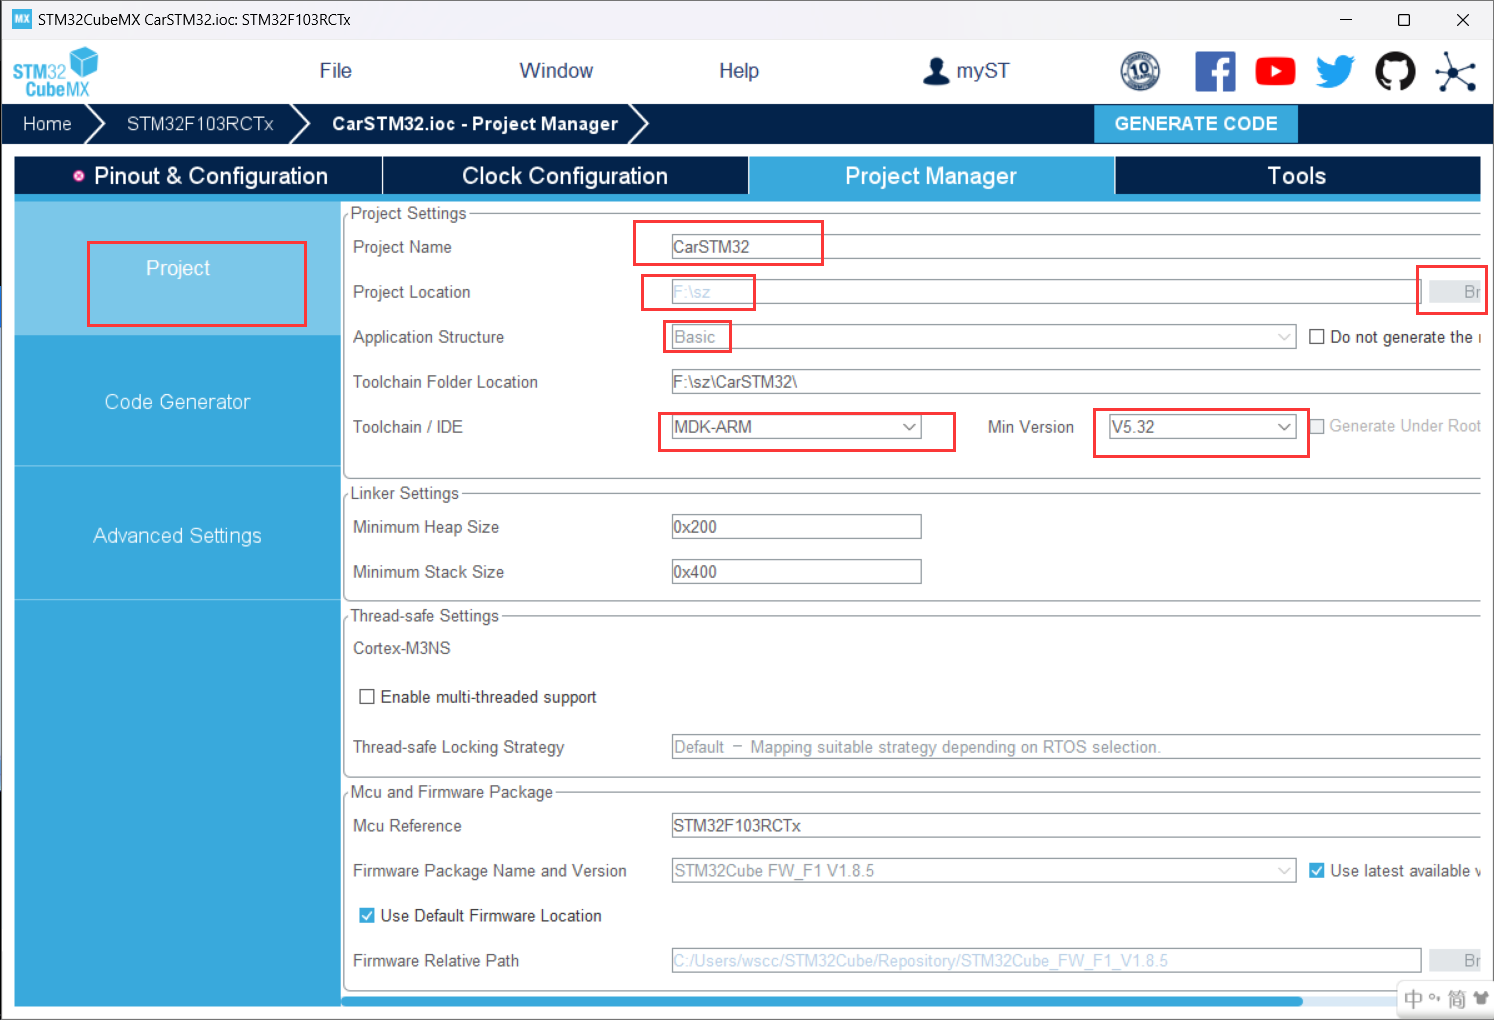 MX STM32CubeMX CarSTM32.ioc: STM32F103RCTx
STM32 CubeMX
File Window Help myST 10
Home STM32F103RCTx CarSTM32.ioc - Project Manager GENERATE CODE
Pinout & Configuration Clock Configuration Project Manager Tools
Project
Code Generator
Advanced Settings
Project Settings
Project Name CarSTM32
Project Location F:\sz Br
Application Structure Basic Do not generate the
Toolchain Folder Location F:\sz\CarSTM32\
Toolchain / IDE MDK-ARM Min Version V5.32 Generate Under Root
Linker Settings
Minimum Heap Size 0x200
Minimum Stack Size 0x400
Thread-safe Settings
Cortex-M3NS
Enable multi-threaded support
Thread-safe Locking Strategy Default – Mapping suitable strategy depending on RTOS selection.
Mcu and Firmware Package
Mcu Reference STM32F103RCTx
Firmware Package Name and Version STM32Cube FW_F1 V1.8.5 Use latest available v
Use Default Firmware Location
Firmware Relative Path C:/Users/wscc/STM32Cube/Repository/STM32Cube_FW_F1_V1.8.5 Br
中 简